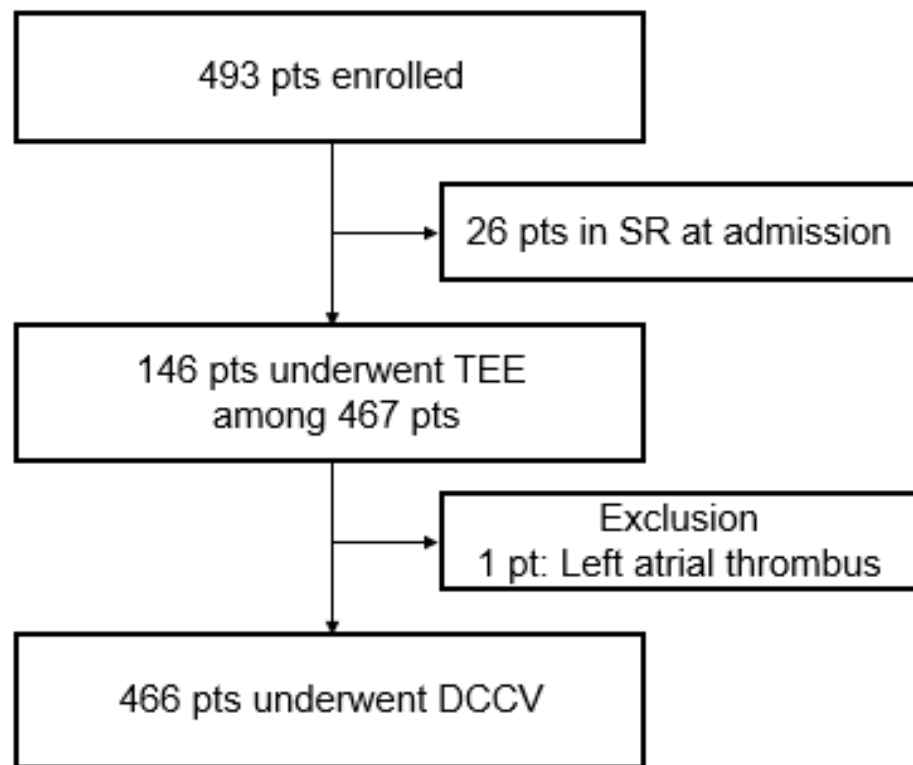 493 pts enrolled
26 pts in SR at admission
146 pts underwent TEE
among 467 pts
Exclusion
1 pt: Left atrial thrombus
466 pts underwent DCCV